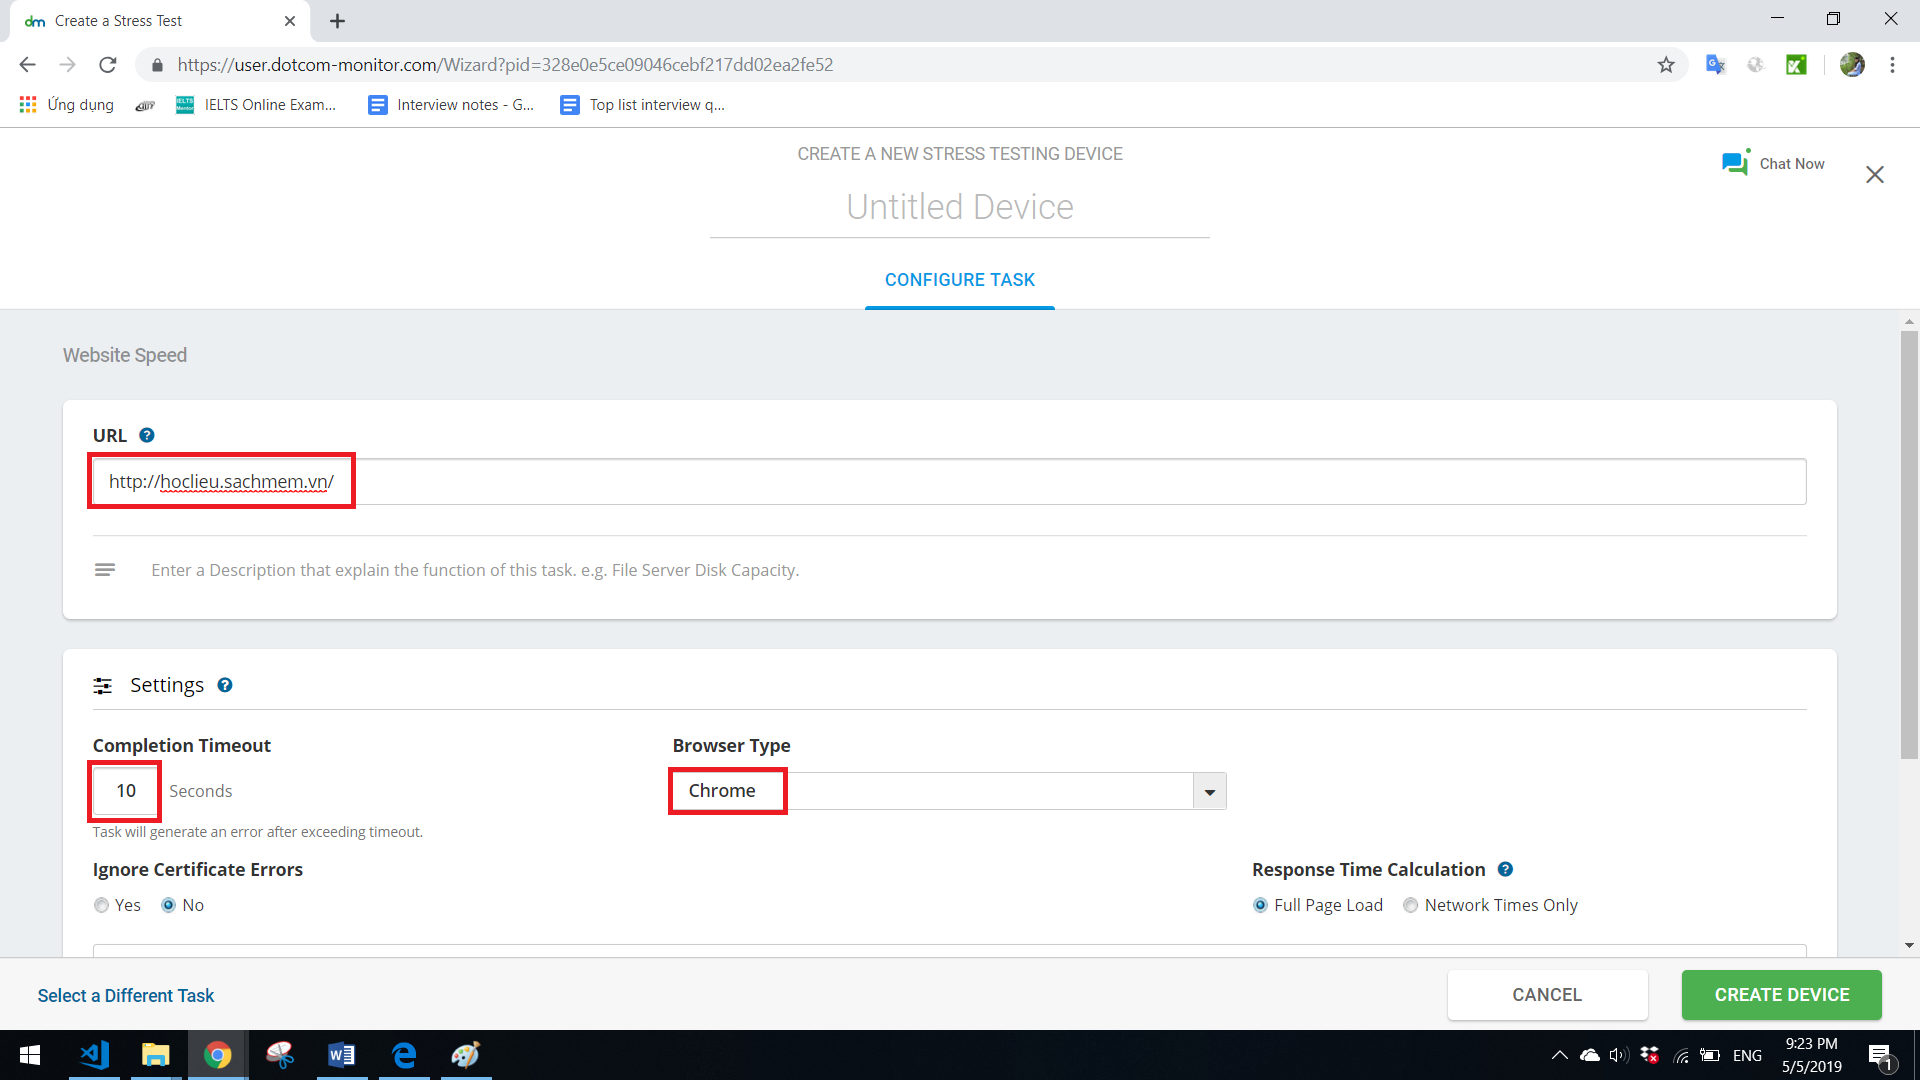 dm Create a Stress Test
https://user.dotcom-monitor.com/Wizard?pid=328e0e5ce09046cebf217dd02ea2fe52
Ứng dụng
IELTS Mentor IELTS Online Exam...
Interview notes - G...
Top list interview q...
CREATE A NEW STRESS TESTING DEVICE
Chat Now
Untitled Device
CONFIGURE TASK
Website Speed
URL ?
http://hoclieu.sachmem.vn/
Enter a Description that explain the function of this task. e.g. File Server Disk Capacity.
Settings ?
Completion Timeout
Browser Type
10 Seconds
Chrome
Task will generate an error after exceeding timeout.
Ignore Certificate Errors
Response Time Calculation ?
Yes No
Full Page Load Network Times Only
Select a Different Task
CANCEL
CREATE DEVICE
ENG
9:23 PM
5/5/2019
1